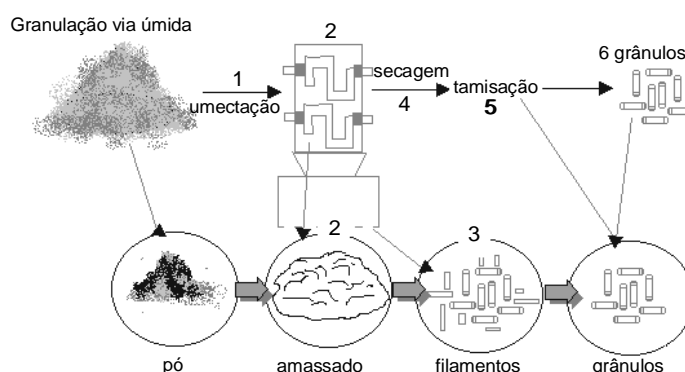 Granulação via úmida
1
umectação
2
secagem
4
tamisação
5
6 grânulos
2
3
pó
amassado
filamentos
grânulos